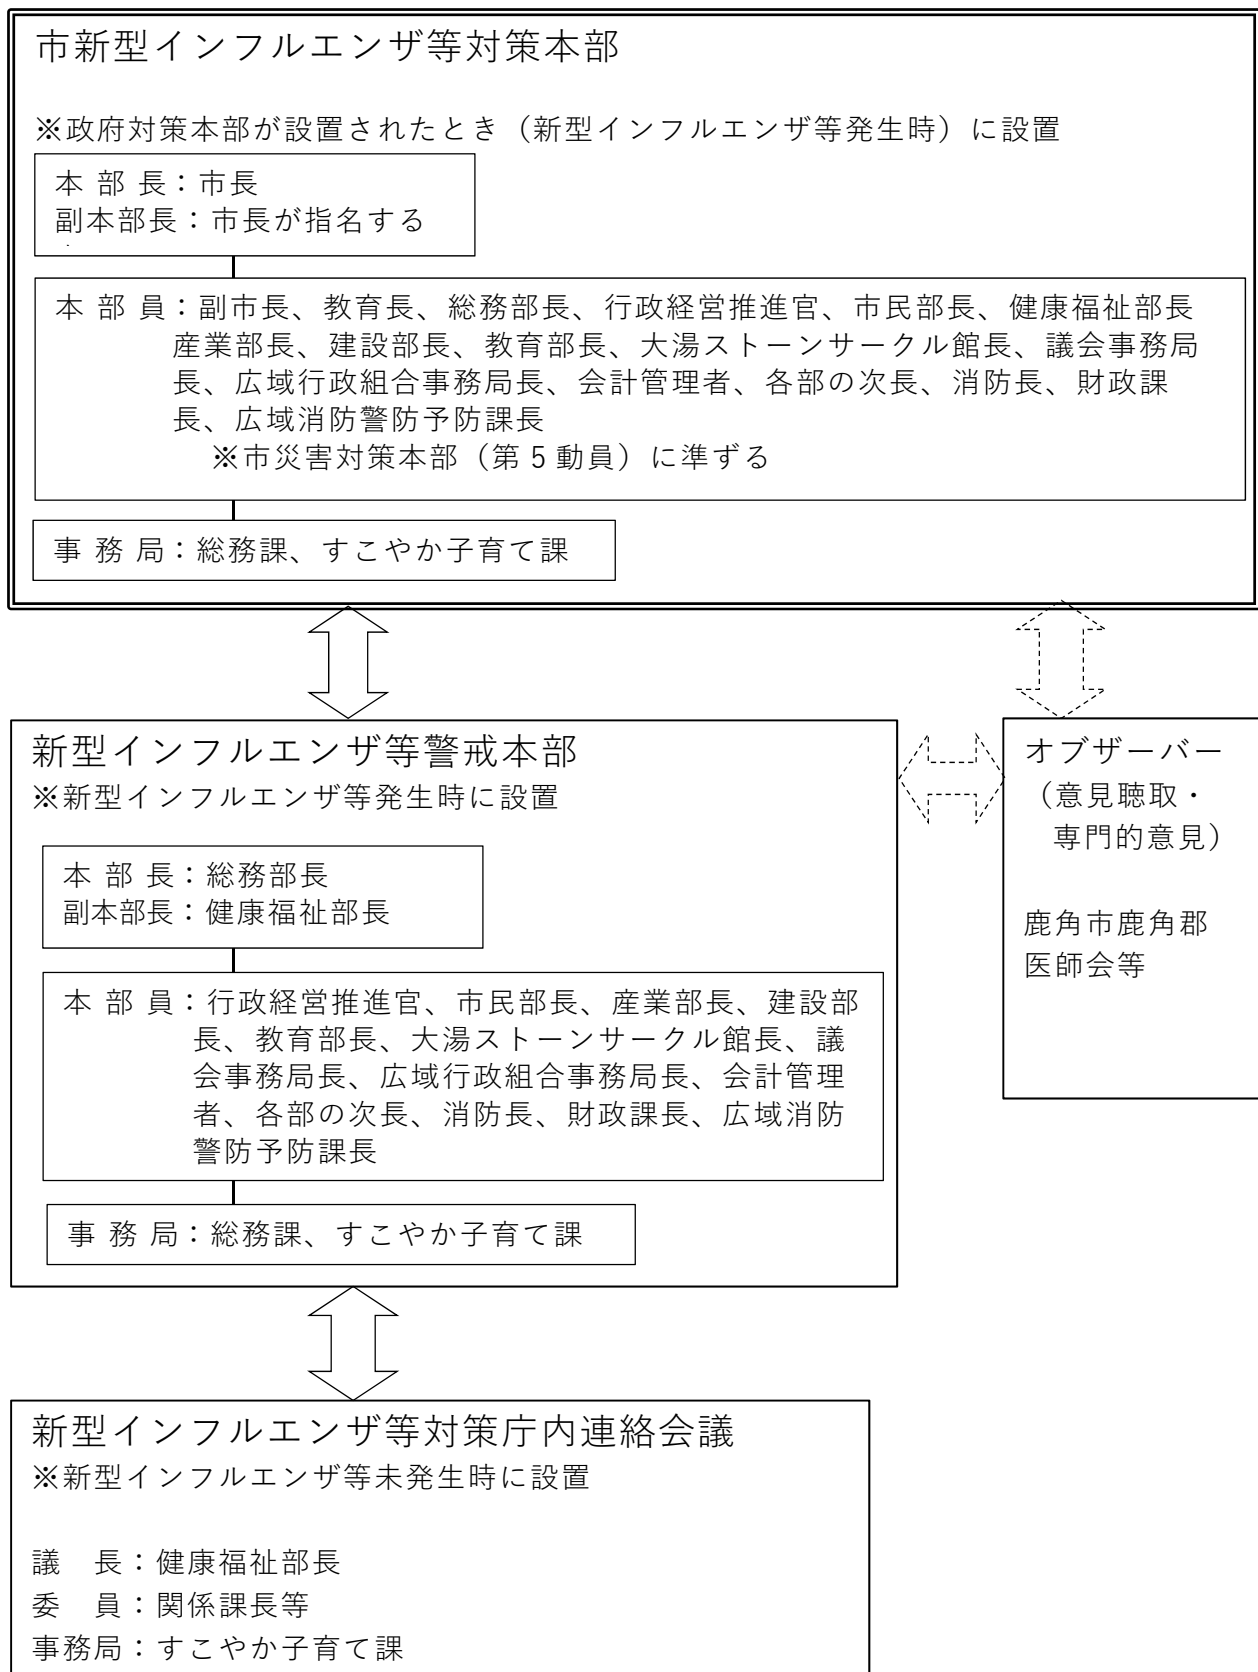 市新型インフルエンザ等対策本部
※政府対策本部が設置されたとき（新型インフルエンザ等発生時）に設置
本 部 長：市長
副本部長：市長が指名する
本 部 員：副市長、教育長、総務部長、行政経営推進官、市民部長、健康福祉部長
産業部長、建設部長、教育部長、大湯ストーンサークル館長、議会事務局
長、広域行政組合事務局長、会計管理者、各部の次長、消防長、財政課
長、広域消防警防予防課長
※市災害対策本部（第5動員）に準ずる
事 務 局：総務課、すこやか子育て課
新型インフルエンザ等警戒本部
※新型インフルエンザ等発生時に設置
本 部 長：総務部長
副本部長：健康福祉部長
本 部 員：行政経営推進官、市民部長、産業部長、建設部
長、教育部長、大湯ストーンサークル館長、議
会事務局長、広域行政組合事務局長、会計管理
者、各部の次長、消防長、財政課長、広域消防
警防予防課長
事 務 局：総務課、すこやか子育て課
オブザーバー
（意見聴取・
専門的意見）
鹿角市鹿角郡
医師会等
新型インフルエンザ等対策庁内連絡会議
※新型インフルエンザ等未発生時に設置
議　長：健康福祉部長
委　員：関係課長等
事務局：すこやか子育て課